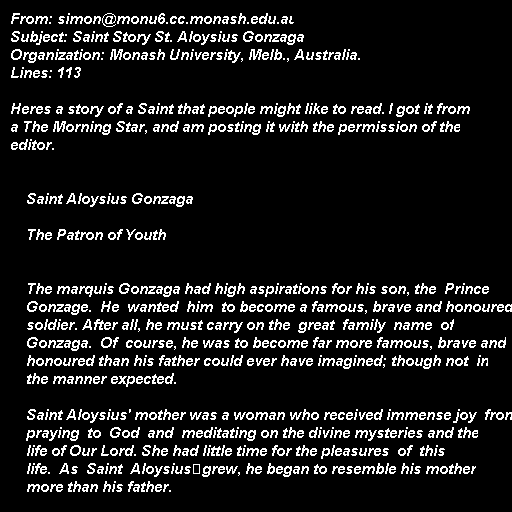 From: simon@monu6.cc.monash.edu.au
Subject: Saint Story St. Aloysius Gonzaga
Organization: Monash University, Melb., Australia.
Lines: 113
Heres a story of a Saint that people might like to read. I got it from
a The Morning Star, and am posting it with the permission of the
editor.
Saint Aloysius Gonzaga
The Patron of Youth
The marquis Gonzaga had high aspirations for his son, the Prince
Gonzage. He wanted him to become a famous, brave and honoured
soldier. After all, he must carry on the great family name of
Gonzaga. Of course, he was to become far more famous, brave and
honoured than his father could ever have imagined; though not in
the manner expected.
Saint Aloysius' mother was a woman who received immense joy from
praying to God and meditating on the divine mysteries and the
life of Our Lord. She had little time for the pleasures of this
life. As Saint Aloysius grew, he began to resemble his mother
more than his father.